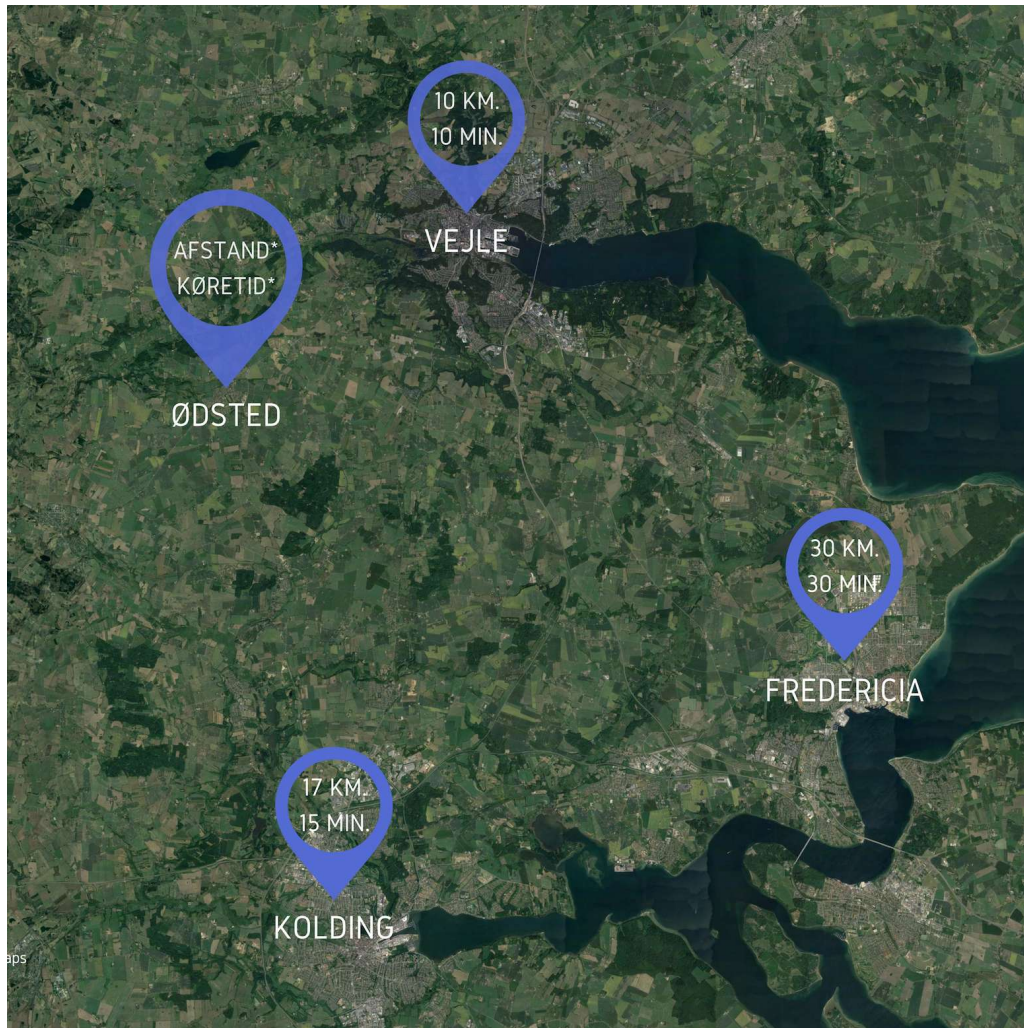 10 KM.
10 MIN.
VEJLE
AFSTAND*
KØRETID*
ØDSTED
30 KM.
30 MIN.
FREDERICIA
17 KM.
15 MIN.
KOLDING
aps